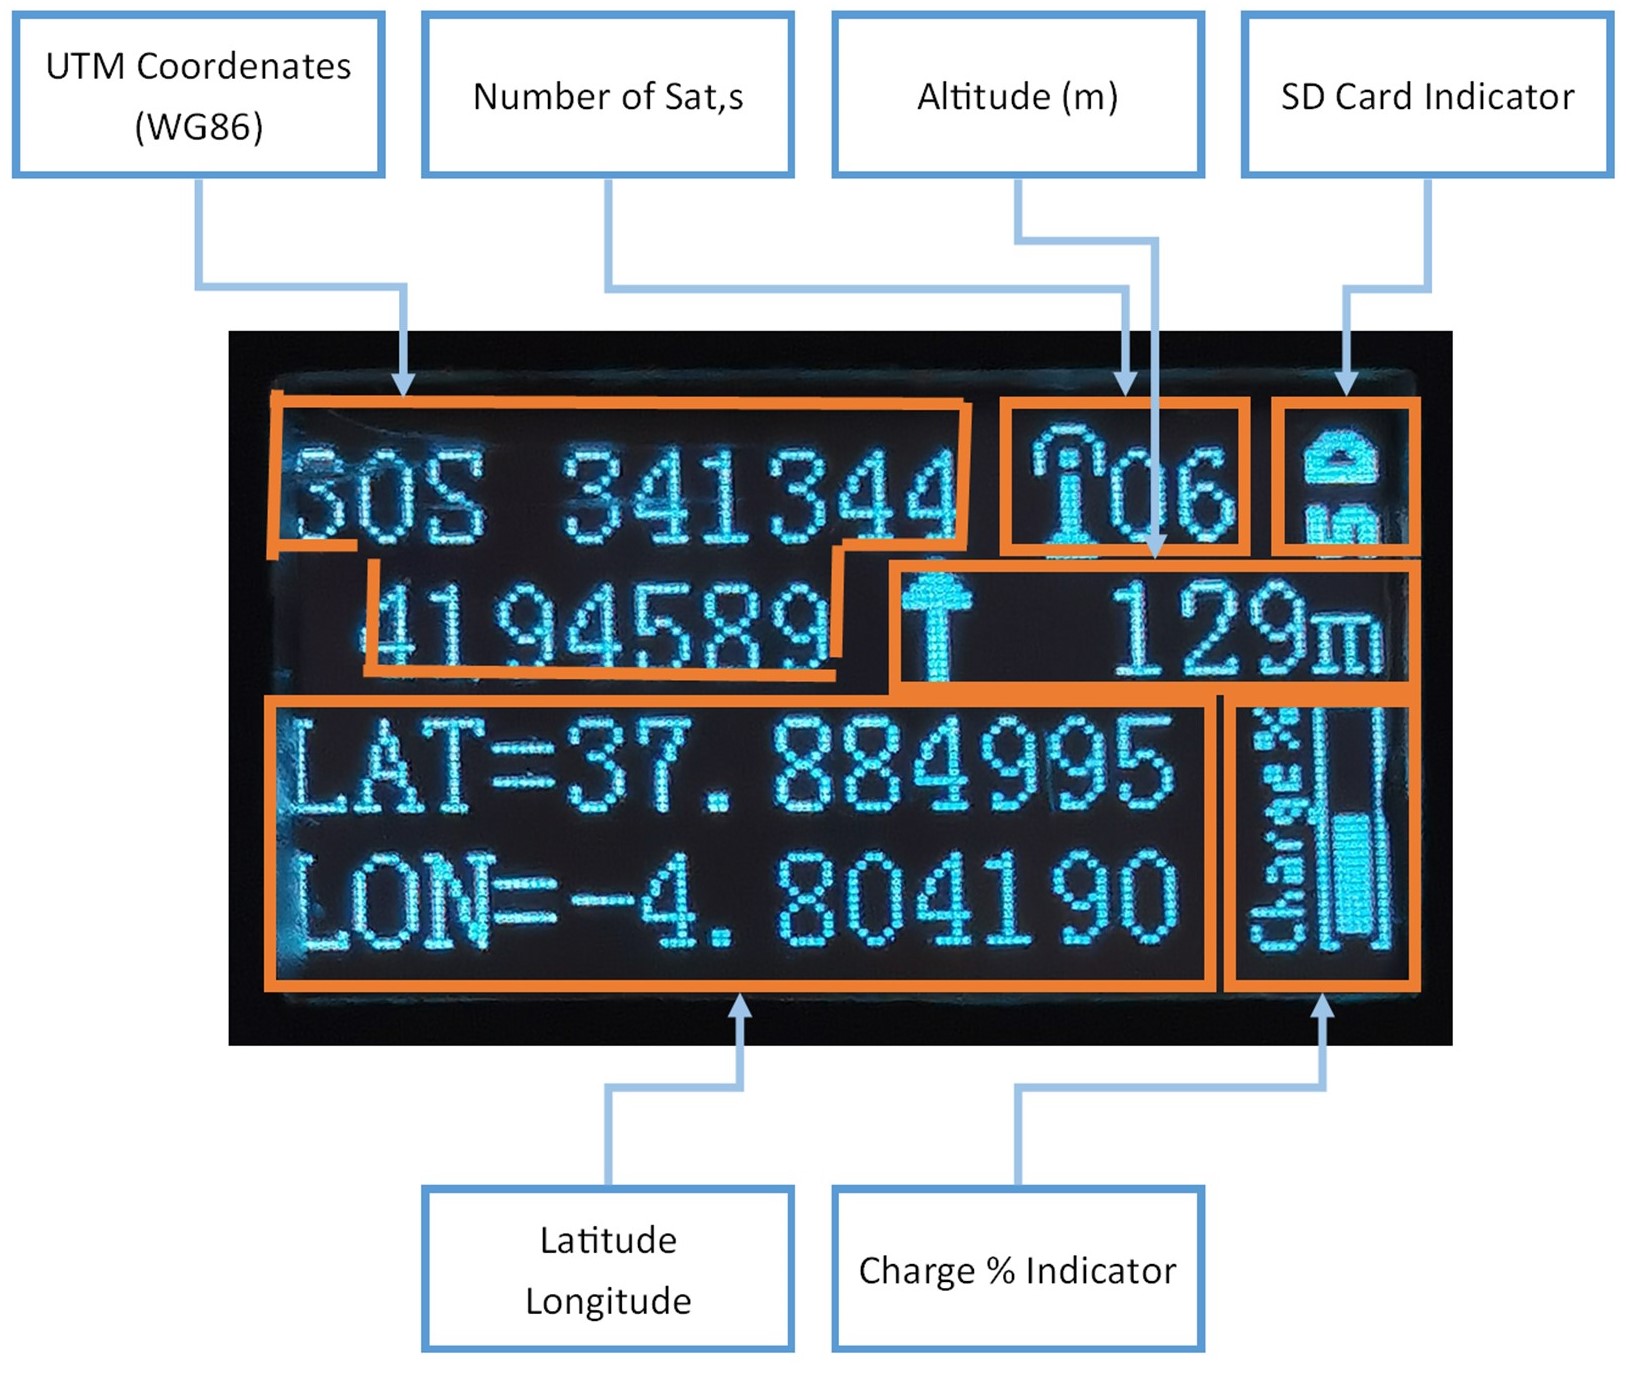 UTM Coordenates
(WG86)
Number of Sat,s
Altitude (m)
SD Card Indicator
30S 341344
06
SD
4194589
129m
LAT=37.884995
LON=-4.804190
Charge %
Latitude
Longitude
Charge % Indicator